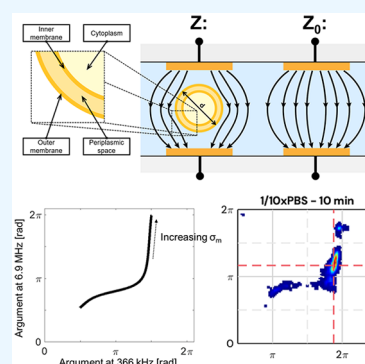 Inner
membrane
Cytoplasm
Outer
membrane
Periplasmic
space
Z:
Z₀:
2π
π
0
Argument at 6.9 MHz [rad]
Increasing σₘ
0
π
2π
Argument at 366 kHz [rad]
1/10xPBS - 10 min
2π
π
0
π
2π